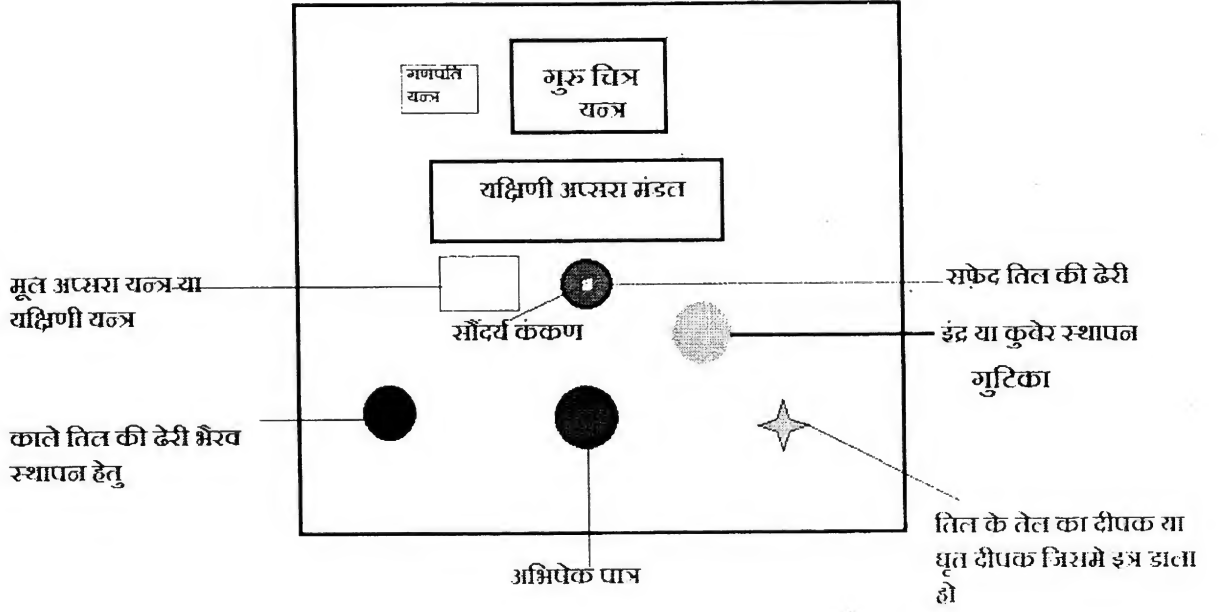 गणपति
यन्त्र
गुरु चित्र
यन्त्र
यक्षिणी अप्सरा मंडल
मूल अप्सरा यन्त्र या
यक्षिणी यन्त्र
सौंदर्य कंकण
सफेद तिल की ढेरी
इंद्र या कुबेर स्थापन
गुटिका
काले तिल की ढेरी भैरव
स्थापन हेतु
अभिषेक पात्र
तिल के तेल का दीपक या
घृत दीपक जिसमे इत्र डाला
हो